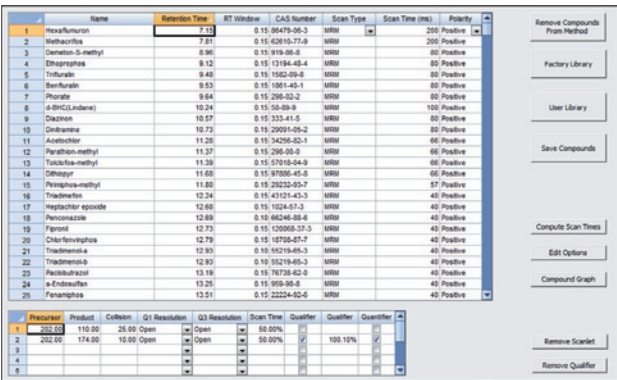 Name Retention Time RT Window CAS Number Scan Type Scan Time (ms) Polarity
1 Hexaflumuron 7.15 0.15 86479-06-3 MRM 200 Positive
2 Methacrifos 7.81 0.15 62610-77-9 MRM 200 Positive
3 Demeton-S-methyl 8.96 0.15 919-86-8 MRM 80 Positive
4 Ethoprophos 9.12 0.15 13194-48-4 MRM 80 Positive
5 Trifluralin 9.48 0.15 1582-09-8 MRM 80 Positive
6 Benfluralin 9.53 0.15 1861-40-1 MRM 80 Positive
7 Phorate 9.64 0.15 298-02-2 MRM 80 Positive
8 d-BHC(Lindane) 10.24 0.15 58-89-9 MRM 100 Positive
9 Diazinon 10.57 0.15 333-41-5 MRM 80 Positive
10 Dinitramine 10.73 0.15 29091-05-2 MRM 80 Positive
11 Acetochlor 11.28 0.15 34256-82-1 MRM 66 Positive
12 Parathion-methyl 11.37 0.15 298-00-0 MRM 66 Positive
13 Tolclofos-methyl 11.39 0.15 57018-04-9 MRM 66 Positive
14 Dithiopyr 11.68 0.15 97886-45-8 MRM 66 Positive
15 Pirimiphos-methyl 11.80 0.15 29232-93-7 MRM 57 Positive
16 Triadimefon 12.24 0.15 43121-43-3 MRM 40 Positive
17 Heptachlor epoxide 12.68 0.15 1024-57-3 MRM 40 Positive
18 Penconazole 12.69 0.10 66246-88-6 MRM 40 Positive
19 Fipronil 12.73 0.15 120068-37-3 MRM 40 Positive
20 Chlorfenvinphos 12.79 0.15 18708-87-7 MRM 40 Positive
21 Triadimenol-a 12.93 0.10 55219-65-3 MRM 40 Positive
22 Triadimenol-b 12.93 0.10 55219-65-3 MRM 40 Positive
23 Paclobutrazol 13.19 0.15 76738-62-0 MRM 40 Positive
24 a-Endosulfan 13.25 0.15 959-98-8 MRM 40 Positive
25 Fenamiphos 13.51 0.15 22224-92-6 MRM 40 Positive
Remove Compounds
From Method
Factory Library
User Library
Save Compounds
Compute Scan Times
Edit Options
Compound Graph
Precursor Product Collision Q1 Resolution Q3 Resolution Scan Time Qualifier Qualifier Quantifier
1 202.00 110.00 25.00 Open Open 50.00%
2 202.00 174.00 10.00 Open Open 50.00% 100.10%
3
4
5
6
Remove Scanlet
Remove Qualifier